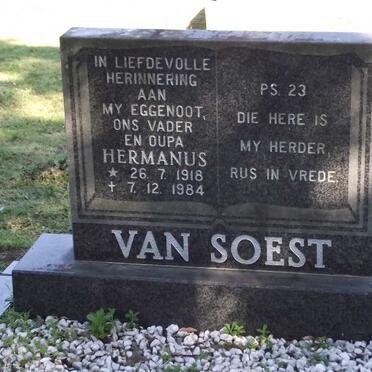 IN LIEFDEVOLLE
HERINNERING
AAN
MY EGGENOOT,
ONS VADER
EN OUPA
HERMANUS
★ 26. 7. 1918
✝ 7. 12. 1984
PS. 23
DIE HERE IS
MY HERDER,
RUS IN VREDE.
VAN SOEST